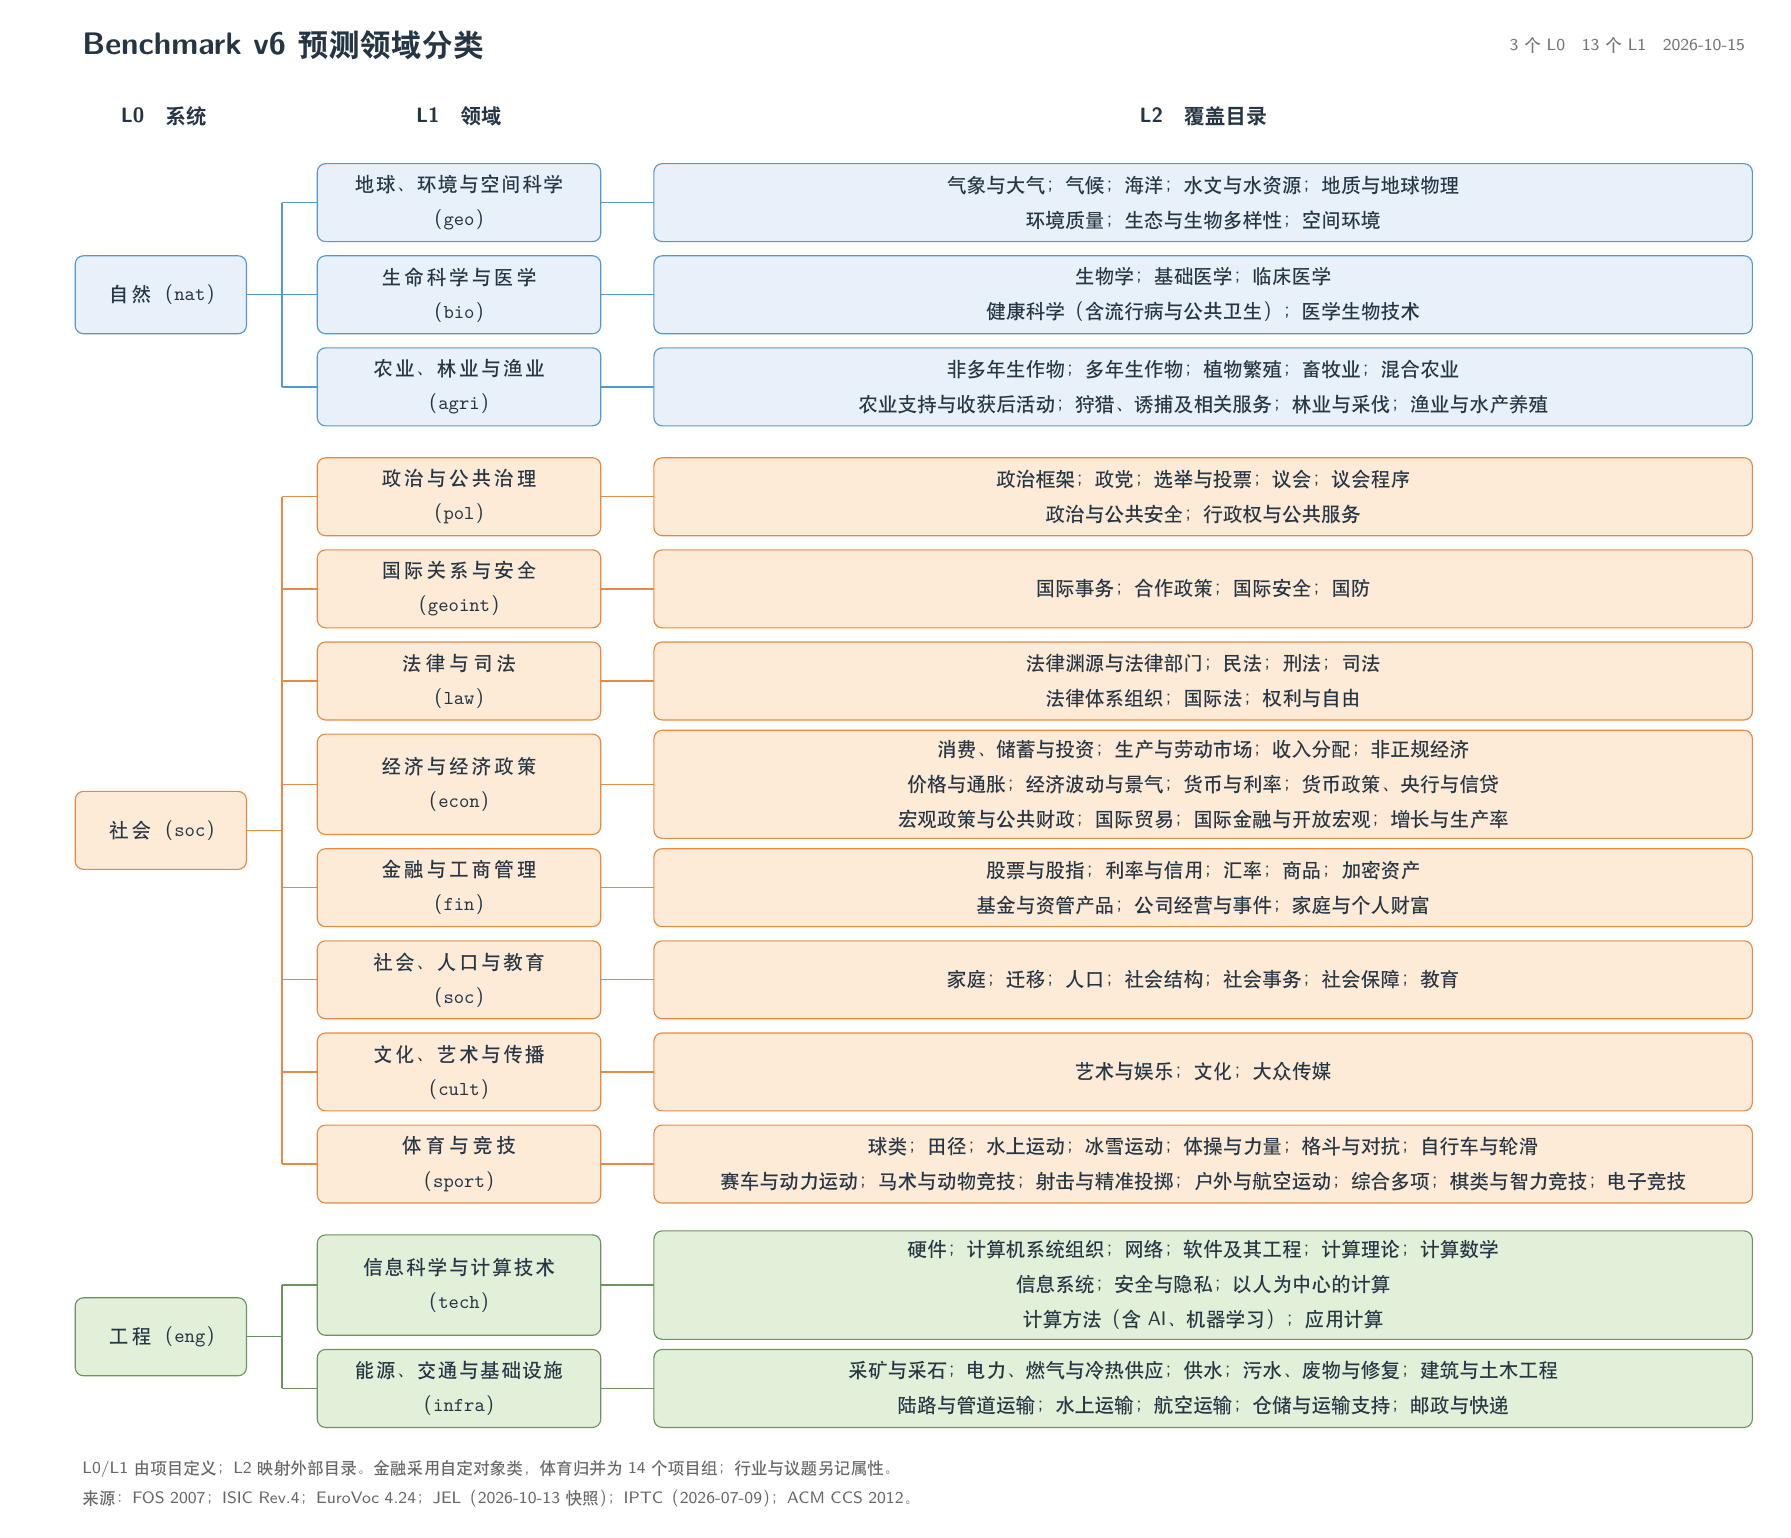 Benchmark v6 预测领域分类
3 个 L0 13 个 L1 2026-10-15
L0 系统
L1 领域
L2 覆盖目录
自然 (nat)
地球、环境与空间科学
(geo)
气象与大气；气候；海洋；水文与水资源；地质与地球物理
环境质量；生态与生物多样性；空间环境
生命科学与医学
(bio)
生物学；基础医学；临床医学
健康科学（含流行病与公共卫生）；医学生物技术
农业、林业与渔业
(agri)
非多年生作物；多年生作物；植物繁殖；畜牧业；混合农业
农业支持与收获后活动；狩猎、诱捕及相关服务；林业与采伐；渔业与水产养殖
社会 (soc)
政治与公共治理
(pol)
政治框架；政党；选举与投票；议会；议会程序
政治与公共安全；行政权与公共服务
国际关系与安全
(geoint)
国际事务；合作政策；国际安全；国防
法律与司法
(law)
法律渊源与法律部门；民法；刑法；司法
法律体系组织；国际法；权利与自由
经济与经济政策
(econ)
消费、储蓄与投资；生产与劳动市场；收入分配；非正规经济
价格与通胀；经济波动与景气；货币与利率；货币政策、央行与信贷
宏观政策与公共财政；国际贸易；国际金融与开放宏观；增长与生产率
金融与工商管理
(fin)
股票与股指；利率与信用；汇率；商品；加密资产
基金与资管产品；公司经营与事件；家庭与个人财富
社会、人口与教育
(soc)
家庭；迁移；人口；社会结构；社会事务；社会保障；教育
文化、艺术与传播
(cult)
艺术与娱乐；文化；大众传媒
体育与竞技
(sport)
球类；田径；水上运动；冰雪运动；体操与力量；格斗与对抗；自行车与轮滑
赛车与动力运动；马术与动物竞技；射击与精准投掷；户外与航空运动；综合多项；棋类与智力竞技；电子竞技
工程 (eng)
信息科学与计算技术
(tech)
硬件；计算机系统组织；网络；软件及其工程；计算理论；计算数学
信息系统；安全与隐私；以人为中心的计算
计算方法（含 AI、机器学习）；应用计算
能源、交通与基础设施
(infra)
采矿与采石；电力、燃气与冷热供应；供水；污水、废物与修复；建筑与土木工程
陆路与管道运输；水上运输；航空运输；仓储与运输支持；邮政与快递
L0/L1 由项目定义；L2 映射外部目录。金融采用自定对象类，体育归并为 14 个项目组；行业与议题另记属性。
来源：FOS 2007；ISIC Rev.4；EuroVoc 4.24；JEL（2026-10-13 快照）；IPTC（2026-07-09）；ACM CCS 2012。